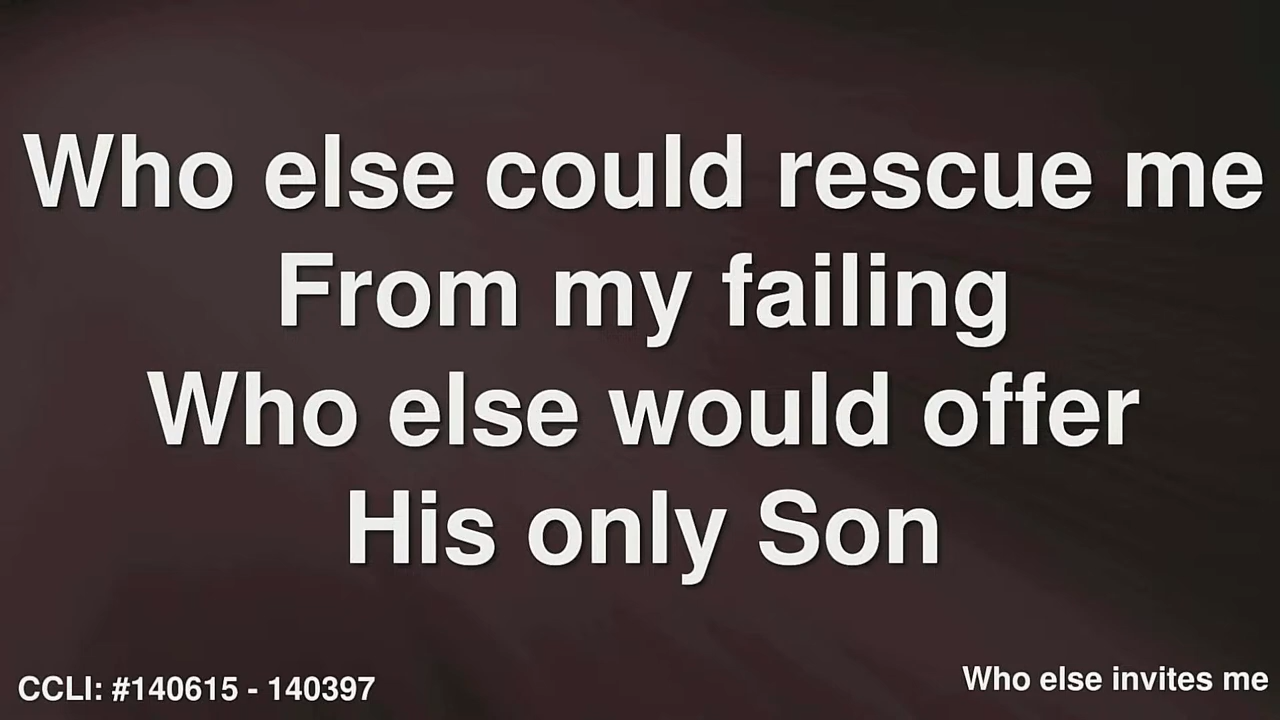 Who else could rescue me
From my failing
Who else would offer
His only Son
CCLI: #140615 - 140397
Who else invites me